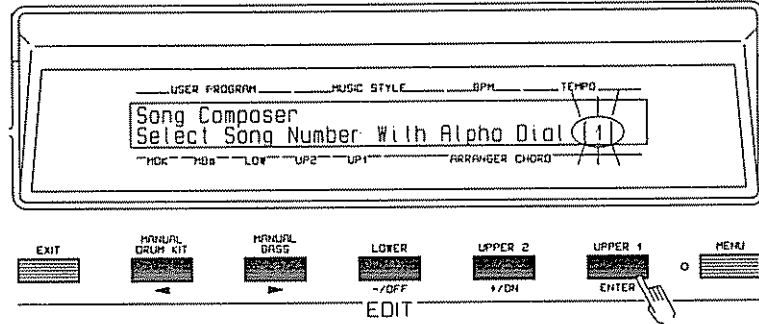 USER PROGRAM MUSIC STYLE BPM TEMPO
Song Composer
Select Song Number With Alpha Dial 1
MDK MBs LOW UP2 UP1 ARRANGER CHORD
EXIT MANUAL DRUM KIT MANUAL BASS LOWER UPPER 2 UPPER 1 MENU
◄ ► -/OFF +/ON ENTER
EDIT